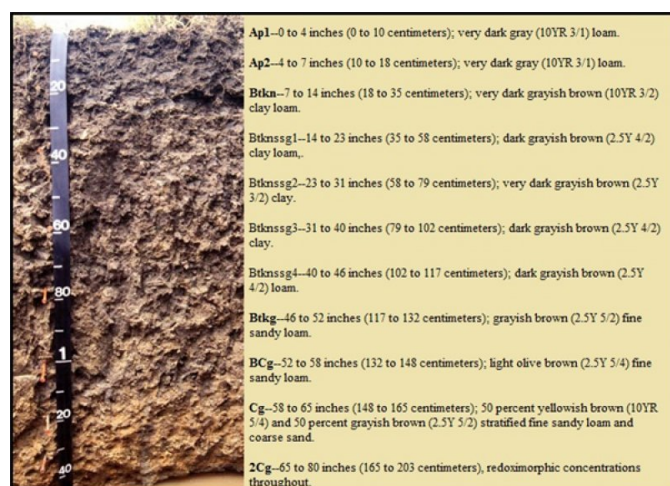 Ap1--0 to 4 inches (0 to 10 centimeters); very dark gray (10YR 3/1) loam.
Ap2--4 to 7 inches (10 to 18 centimeters); very dark gray (10YR 3/1) loam.
Btkn--7 to 14 inches (18 to 35 centimeters); very dark grayish brown (10YR 3/2)
clay loam.
Btknssg1--14 to 23 inches (35 to 58 centimeters); dark grayish brown (2.5Y 4/2)
clay loam,.
Btknssg2--23 to 31 inches (58 to 79 centimeters); very dark grayish brown (2.5Y
3/2) clay.
Btknssg3--31 to 40 inches (79 to 102 centimeters); dark grayish brown (2.5Y 4/2)
clay.
Btknssg4--40 to 46 inches (102 to 117 centimeters); dark grayish brown (2.5Y
4/2) loam.
Btkg--46 to 52 inches (117 to 132 centimeters); grayish brown (2.5Y 5/2) fine
sandy loam.
BCg--52 to 58 inches (132 to 148 centimeters); light olive brown (2.5Y 5/4) fine
sandy loam.
Cg--58 to 65 inches (148 to 165 centimeters); 50 percent yellowish brown (10YR
5/4) and 50 percent grayish brown (2.5Y 5/2) stratified fine sandy loam and
coarse sand.
2Cg--65 to 80 inches (165 to 203 centimeters), redoximorphic concentrations
throughout.
20
40
60
80
1
20
40